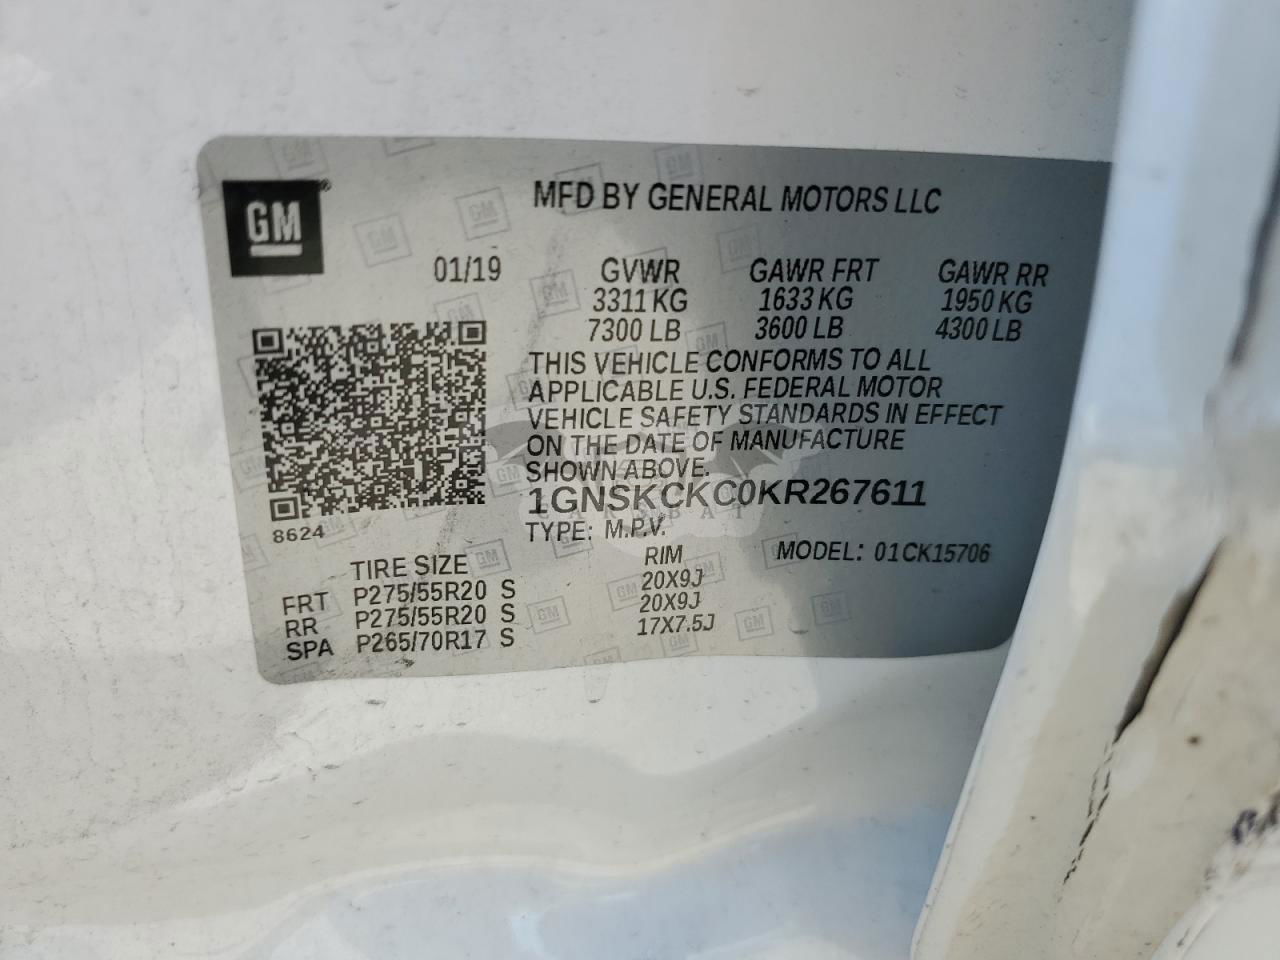 GM®
MFD BY GENERAL MOTORS LLC
01/19 GVWR GAWR FRT GAWR RR
3311 KG 1633 KG 1950 KG
7300 LB 3600 LB 4300 LB
THIS VEHICLE CONFORMS TO ALL
APPLICABLE U.S. FEDERAL MOTOR
VEHICLE SAFETY STANDARDS IN EFFECT
ON THE DATE OF MANUFACTURE
SHOWN ABOVE.
1GNSKCKC0KR267611
8624
TYPE: M.P.V. MODEL: 01CK15706
TIRE SIZE RIM
FRT P275/55R20 S 20X9J
RR P275/55R20 S 20X9J
SPA P265/70R17 S 17X7.5J